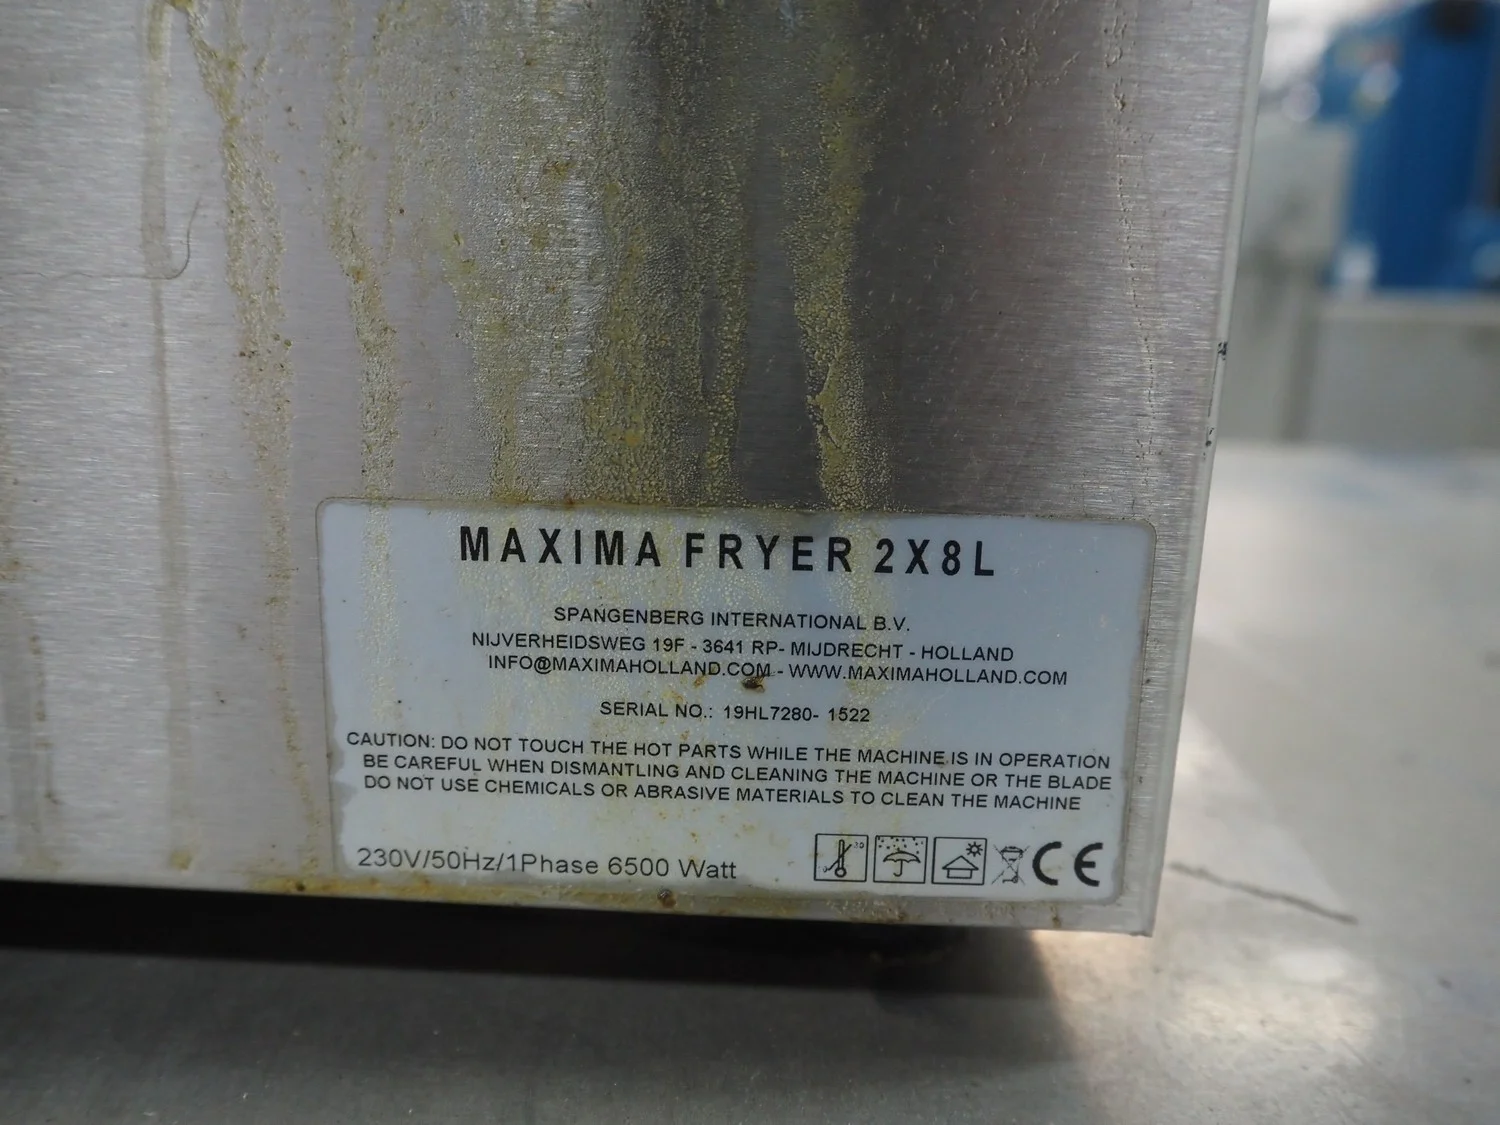 MAXIMA FRYER 2X8L
SPANGENBERG INTERNATIONAL B.V.
NIJVERHEIDSWEG 19F - 3641 RP- MIJDRECHT - HOLLAND
INFO@MAXIMAHOLLAND.COM - WWW.MAXIMAHOLLAND.COM
SERIAL NO.: 19HL7280- 1522
CAUTION: DO NOT TOUCH THE HOT PARTS WHILE THE MACHINE IS IN OPERATION
BE CAREFUL WHEN DISMANTLING AND CLEANING THE MACHINE OR THE BLADE
DO NOT USE CHEMICALS OR ABRASIVE MATERIALS TO CLEAN THE MACHINE
230V/50Hz/1Phase 6500 Watt
CE